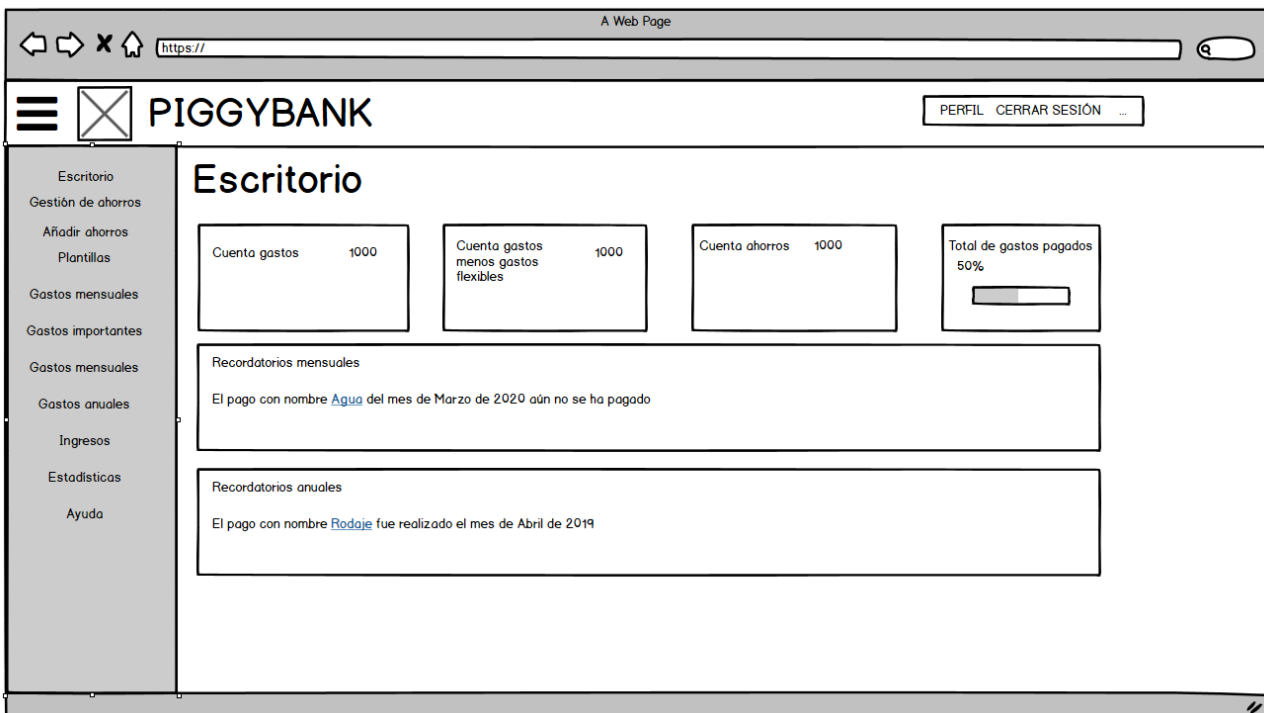 A Web Page
https://
PIGGYBANK
PERFIL CERRAR SESIÓN ...
Escritorio
Gestión de ahorros
Añadir ahorros
Plantillas
Gastos mensuales
Gastos importantes
Gastos mensuales
Gastos anuales
Ingresos
Estadísticas
Ayuda
Escritorio
Cuenta gastos 1000
Cuenta gastos
menos gastos
flexibles
1000
Cuenta ahorros 1000
Total de gastos pagados
50%
Recordatorios mensuales
El pago con nombre Agua del mes de Marzo de 2020 aún no se ha pagado
Recordatorios anuales
El pago con nombre Rodaje fue realizado el mes de Abril de 2019